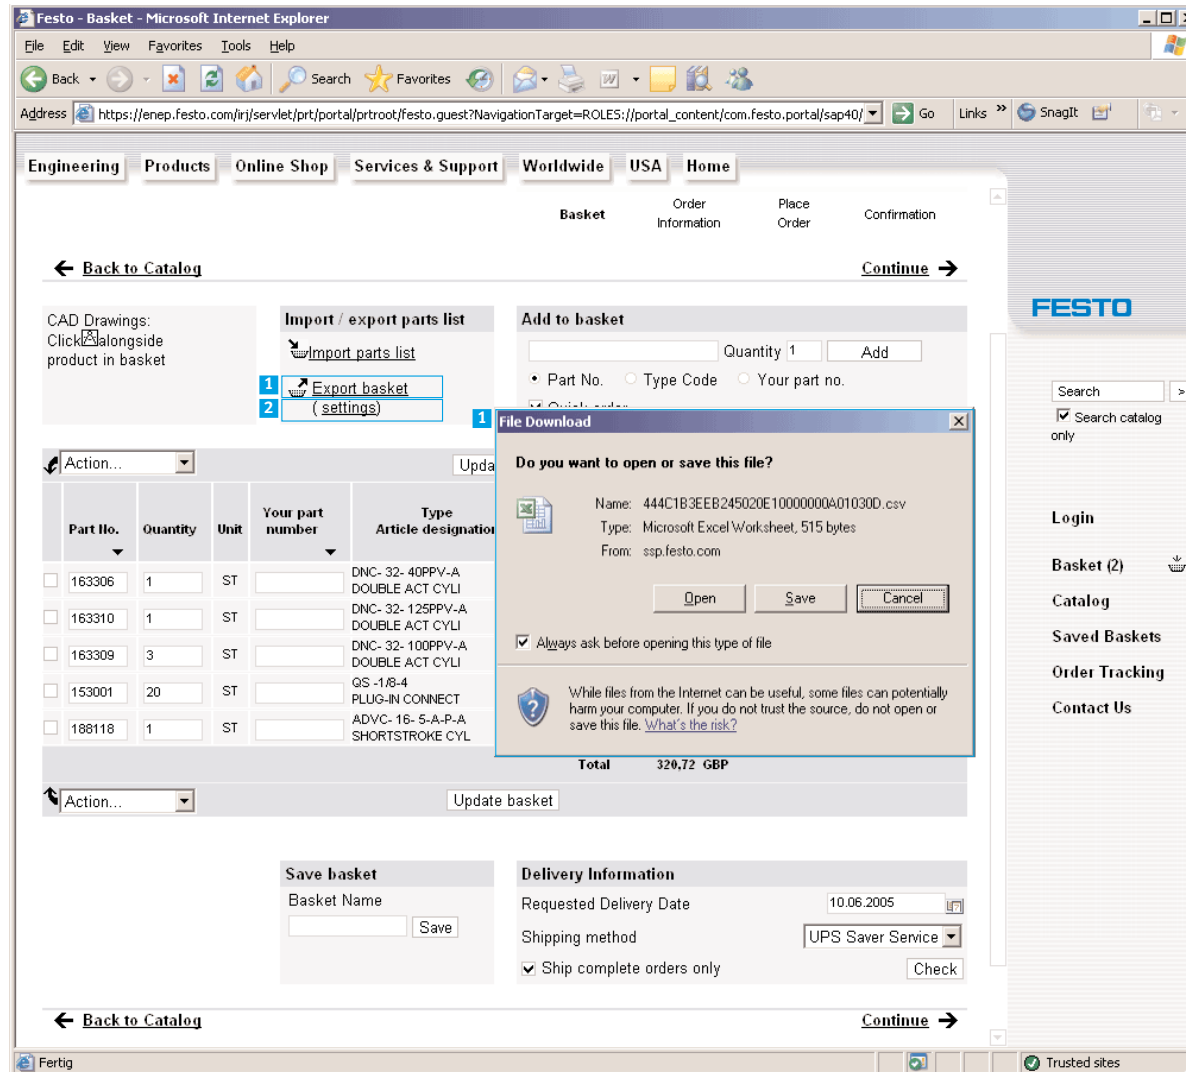 Festo - Basket - Microsoft Internet Explorer
File Edit View Favorites Tools Help
Back Search Favorites
Address https://enep.festo.com/irj/servlet/prt/portal/prtroot/festo.guest?NavigationTarget=ROLES://portal_content/com.festo.portal/sap40/ Go Links » SnagIt
Engineering Products Online Shop Services & Support Worldwide USA Home
Basket Order Information Place Order Confirmation
Back to Catalog Continue
FESTO
CAD Drawings:
Click alongside
product in basket
Import / export parts list
Import parts list
1 Export basket
2 ( settings)
Add to basket
Quantity 1 Add
Part No. Type Code Your part no.
Quick order
Search >
Search catalog
only
1
File Download
Do you want to open or save this file?
Name: 444C1B3EEB245020E10000000A01030D.csv
Type: Microsoft Excel Worksheet, 515 bytes
From: ssp.festo.com
Open Save Cancel
Always ask before opening this type of file
While files from the Internet can be useful, some files can potentially
harm your computer. If you do not trust the source, do not open or
save this file. What's the risk?
Action... Upda
Part No. Quantity Unit Your part number Type Article designation
163306 1 ST DNC- 32- 40PPV-A
DOUBLE ACT CYLI
163310 1 ST DNC- 32- 125PPV-A
DOUBLE ACT CYLI
163309 3 ST DNC- 32- 100PPV-A
DOUBLE ACT CYLI
153001 20 ST QS -1/8-4
PLUG-IN CONNECT
188118 1 ST ADVC- 16- 5-A-P-A
SHORTSTROKE CYL
Total 320,72 GBP
Action... Update basket
Login
Basket (2)
Catalog
Saved Baskets
Order Tracking
Contact Us
Save basket
Basket Name
Save
Delivery Information
Requested Delivery Date 10.06.2005
Shipping method UPS Saver Service
Ship complete orders only Check
Back to Catalog Continue
Fertig Trusted sites